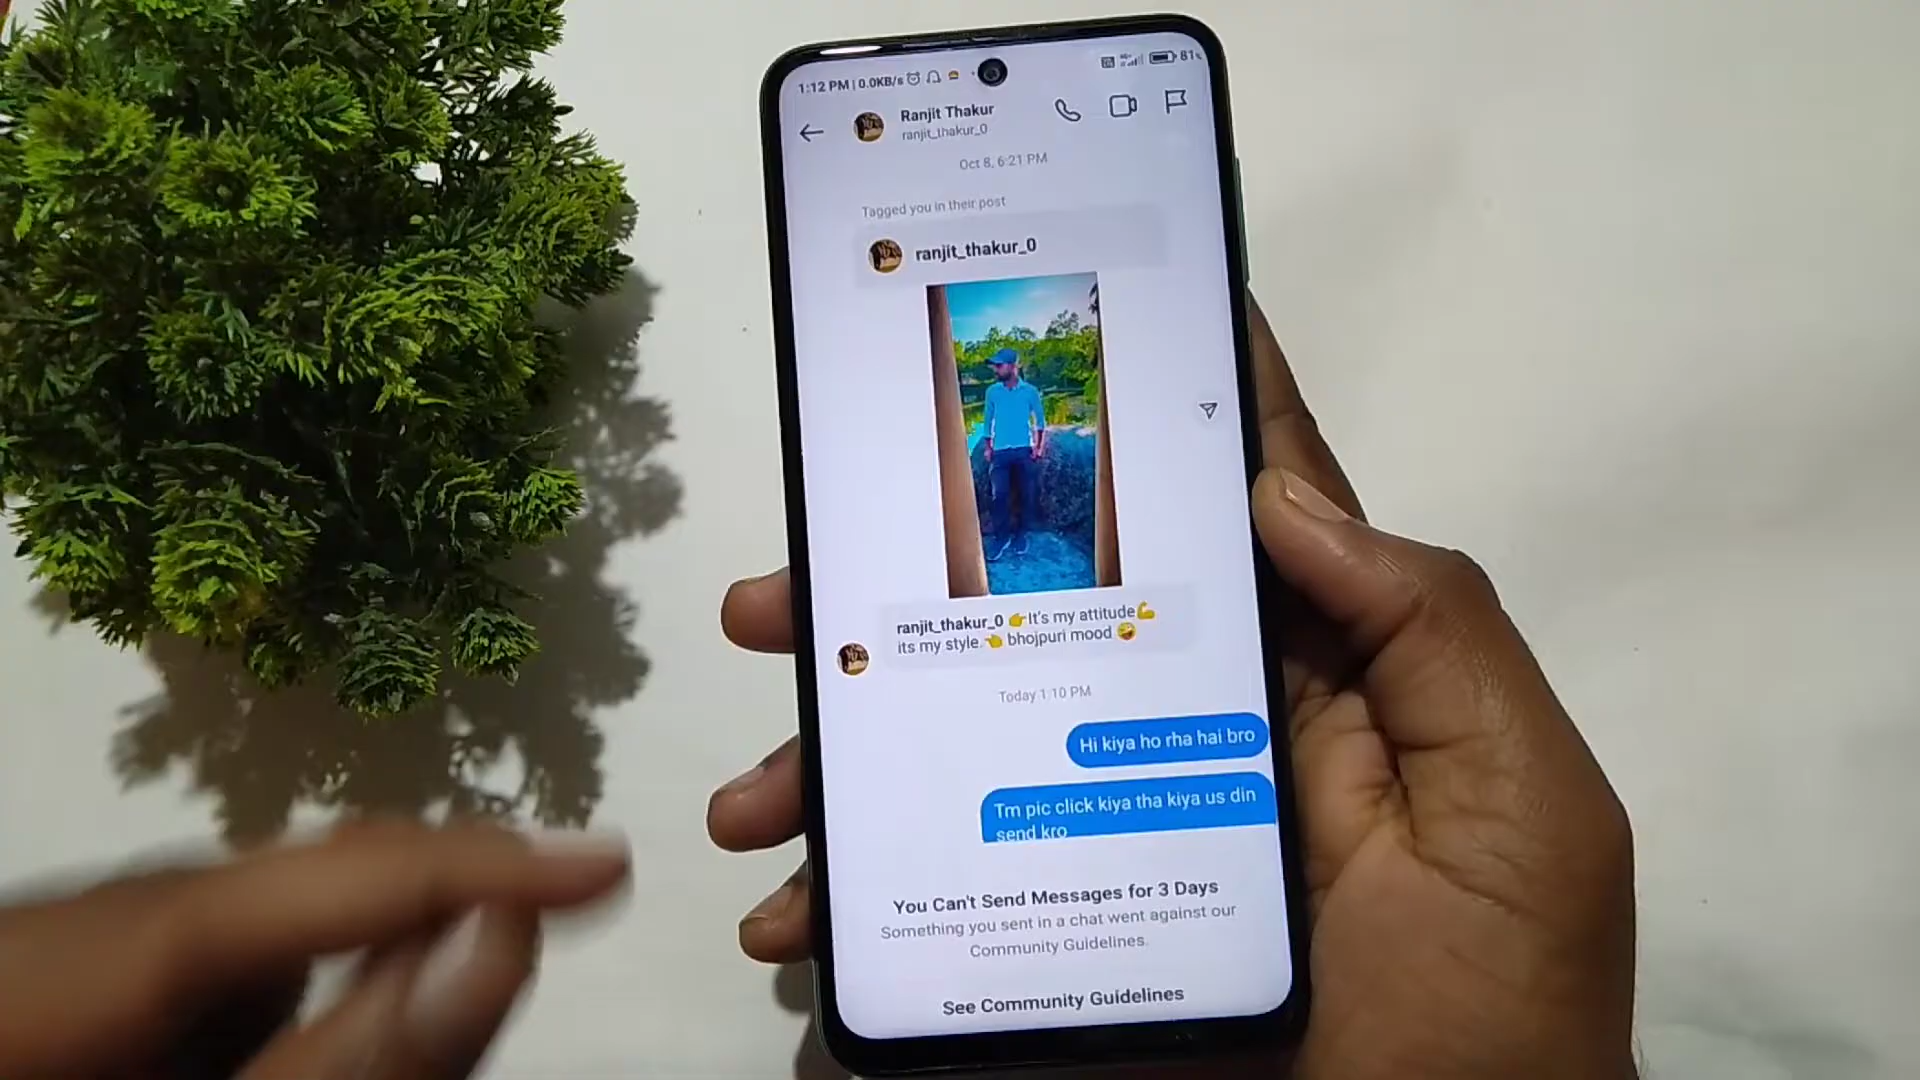 1:12 PM | 0.0KB/s
81
Ranjit Thakur
ranjit_thakur_0
Oct 8, 6:21 PM
Tagged you in their post
ranjit_thakur_0
ranjit_thakur_0 👉It's my attitude💪
its my style.👈 bhojpuri mood 🤪
Today 1:10 PM
Hi kiya ho rha hai bro
Tm pic click kiya tha kiya us din
send kro
You Can't Send Messages for 3 Days
Something you sent in a chat went against our
Community Guidelines.
See Community Guidelines